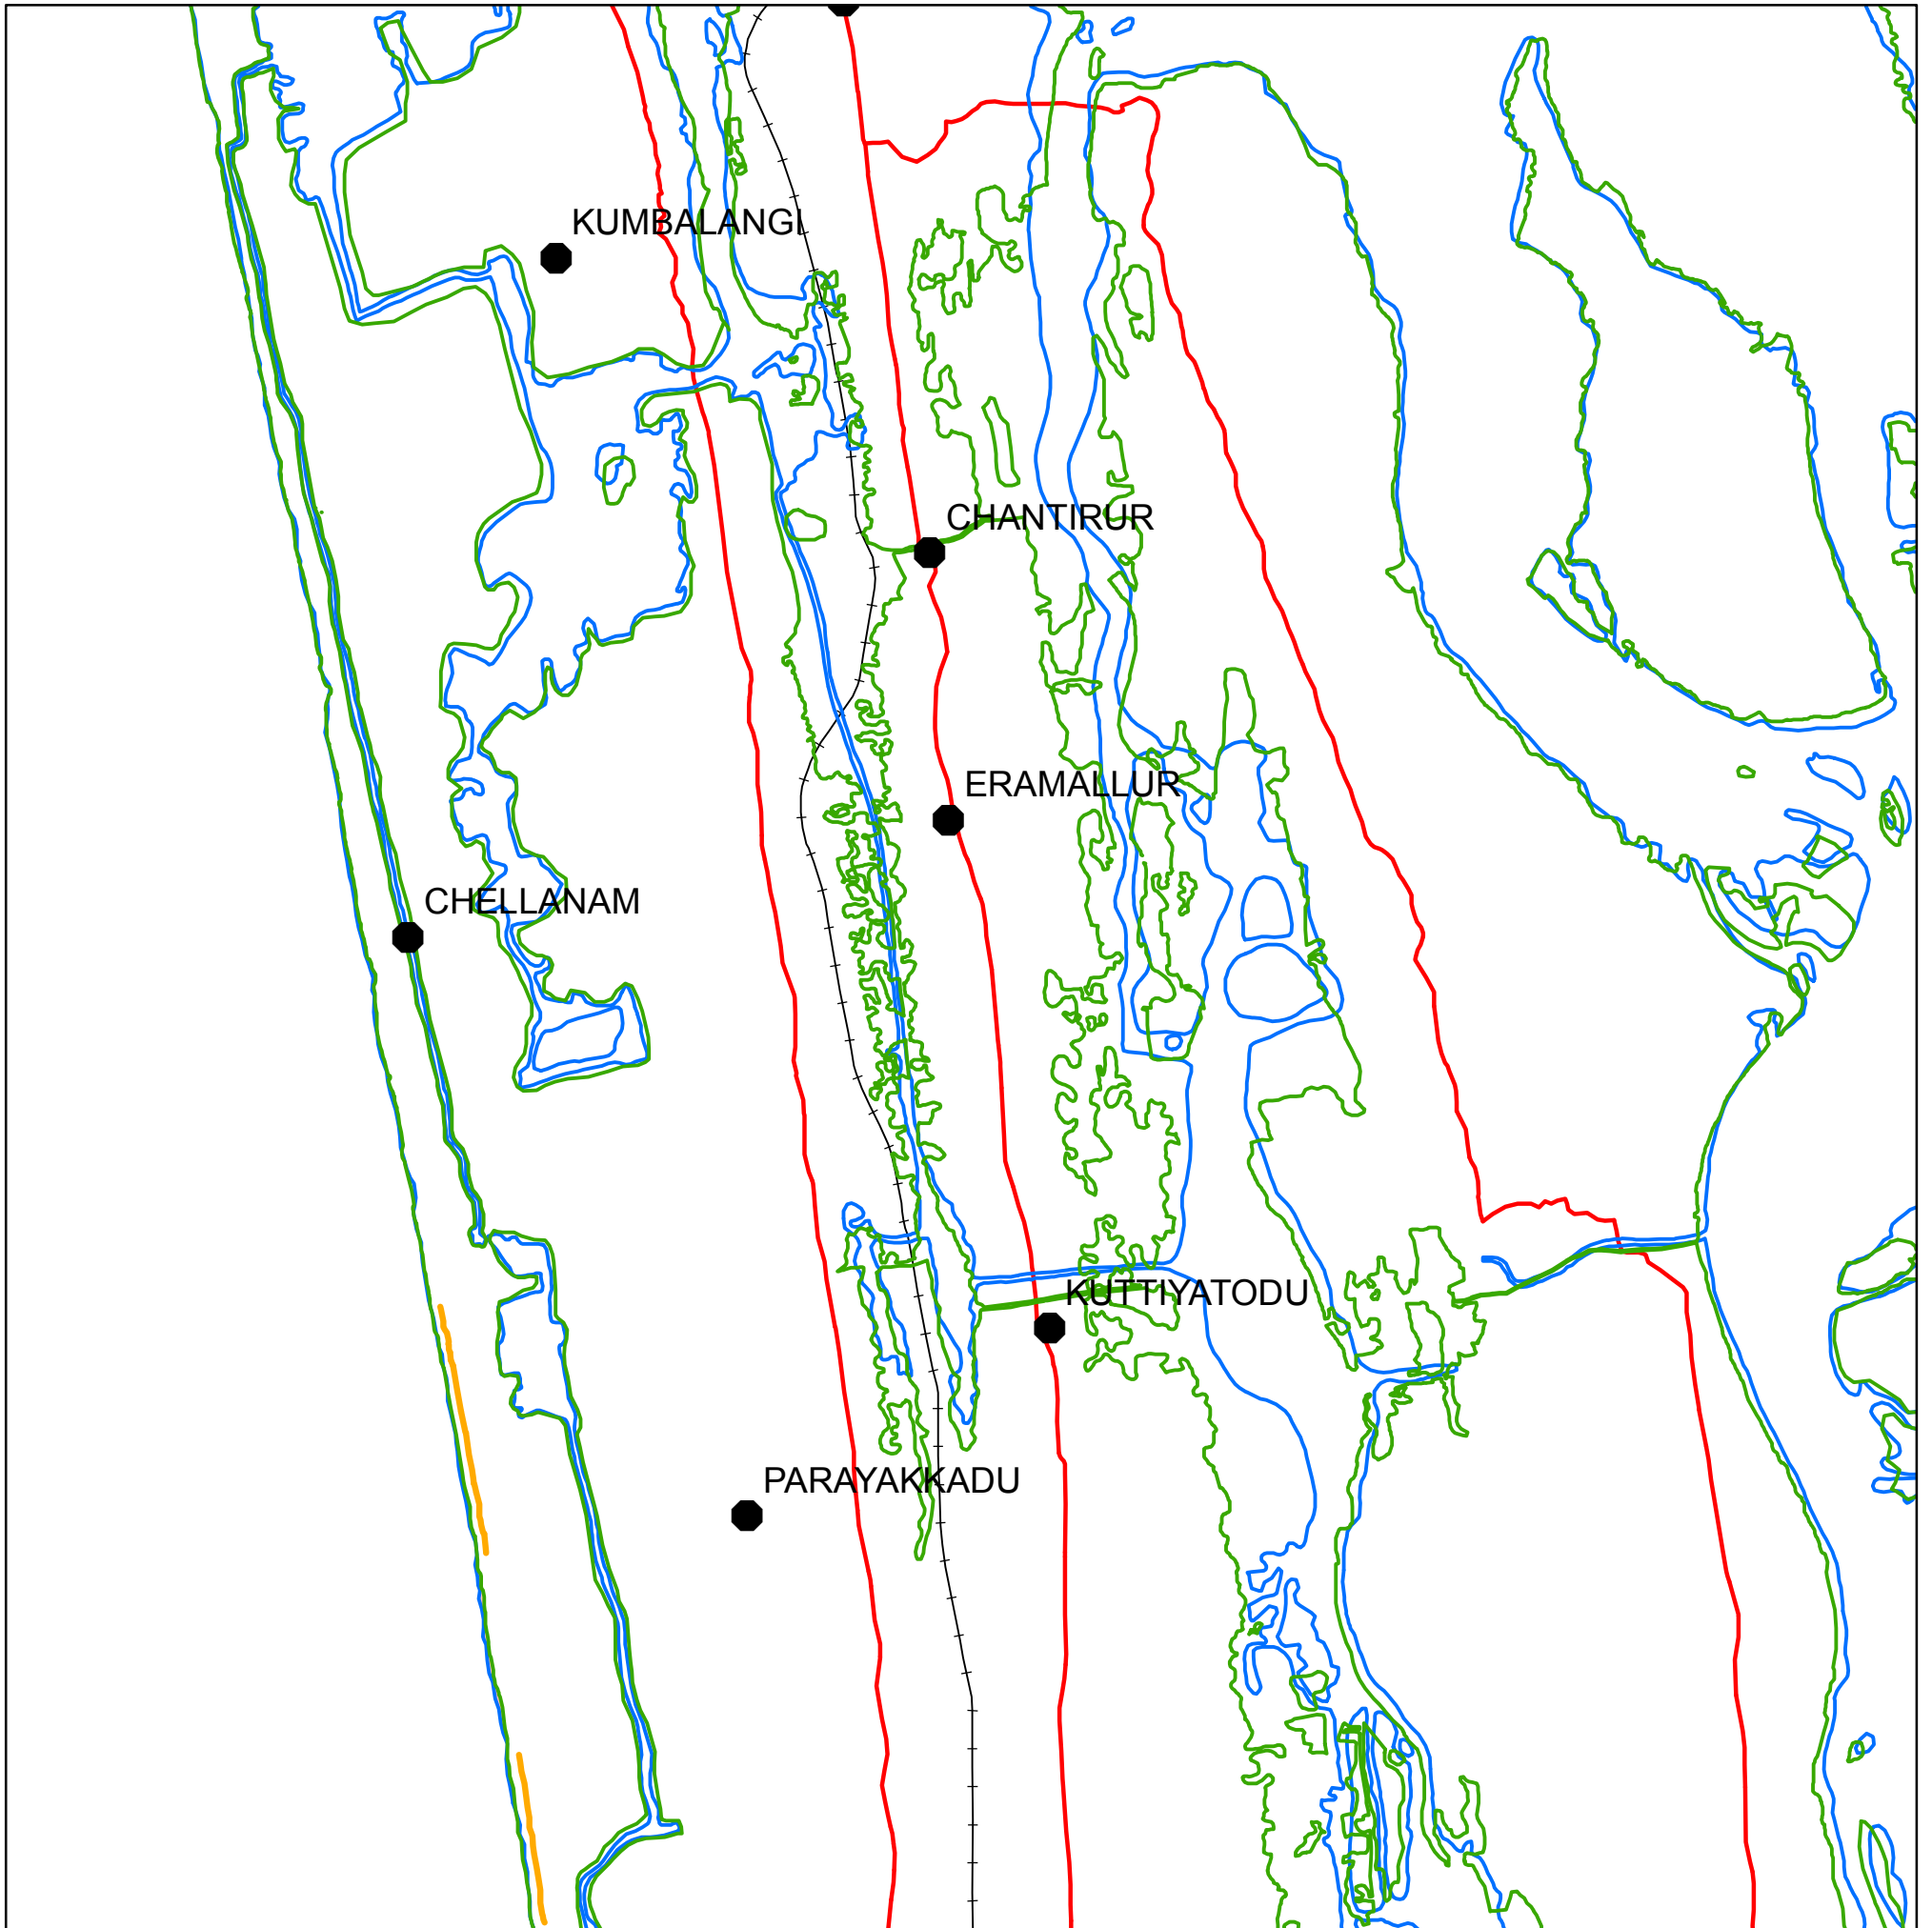 KUMBALANGI
CHANTIRUR
ERAMALLUR
CHELLANAM
KUTTIYATODU
PARAYAKKADU